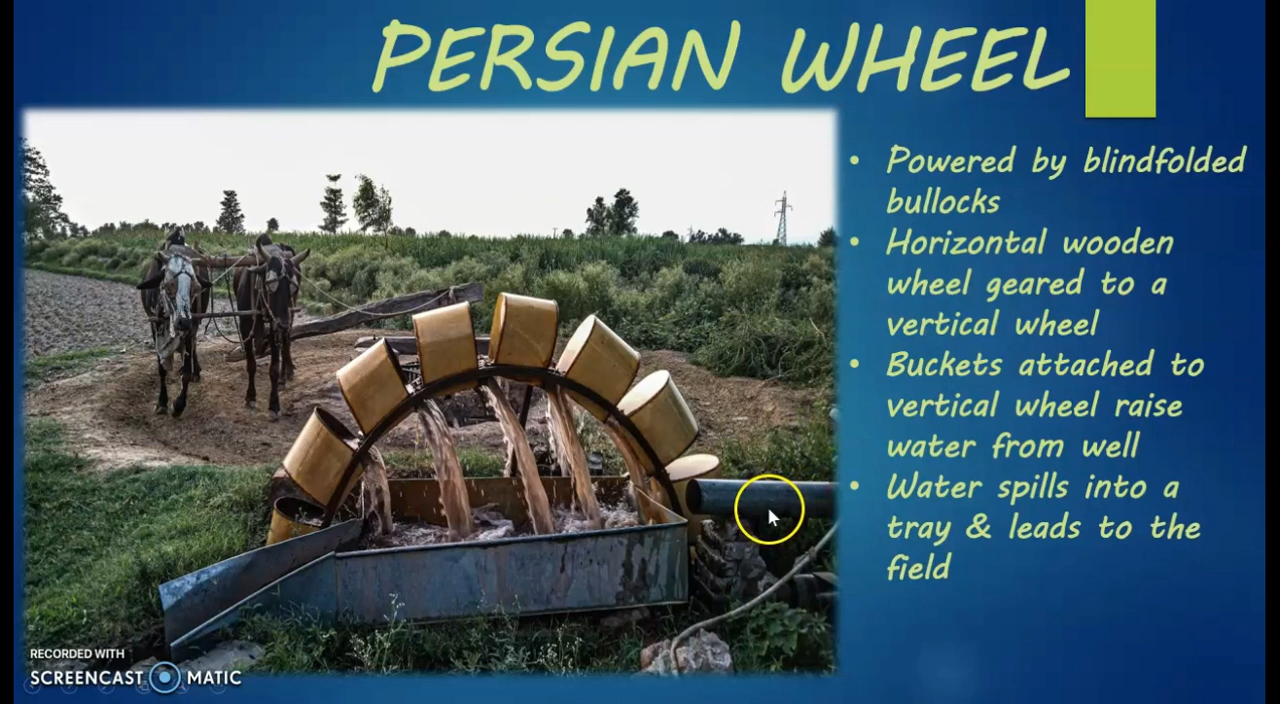 PERSIAN WHEEL
• Powered by blindfolded
bullocks
• Horizontal wooden
wheel geared to a
vertical wheel
• Buckets attached to
vertical wheel raise
water from well
• Water spills into a
tray & leads to the
field
RECORDED WITH
SCREENCAST MATIC